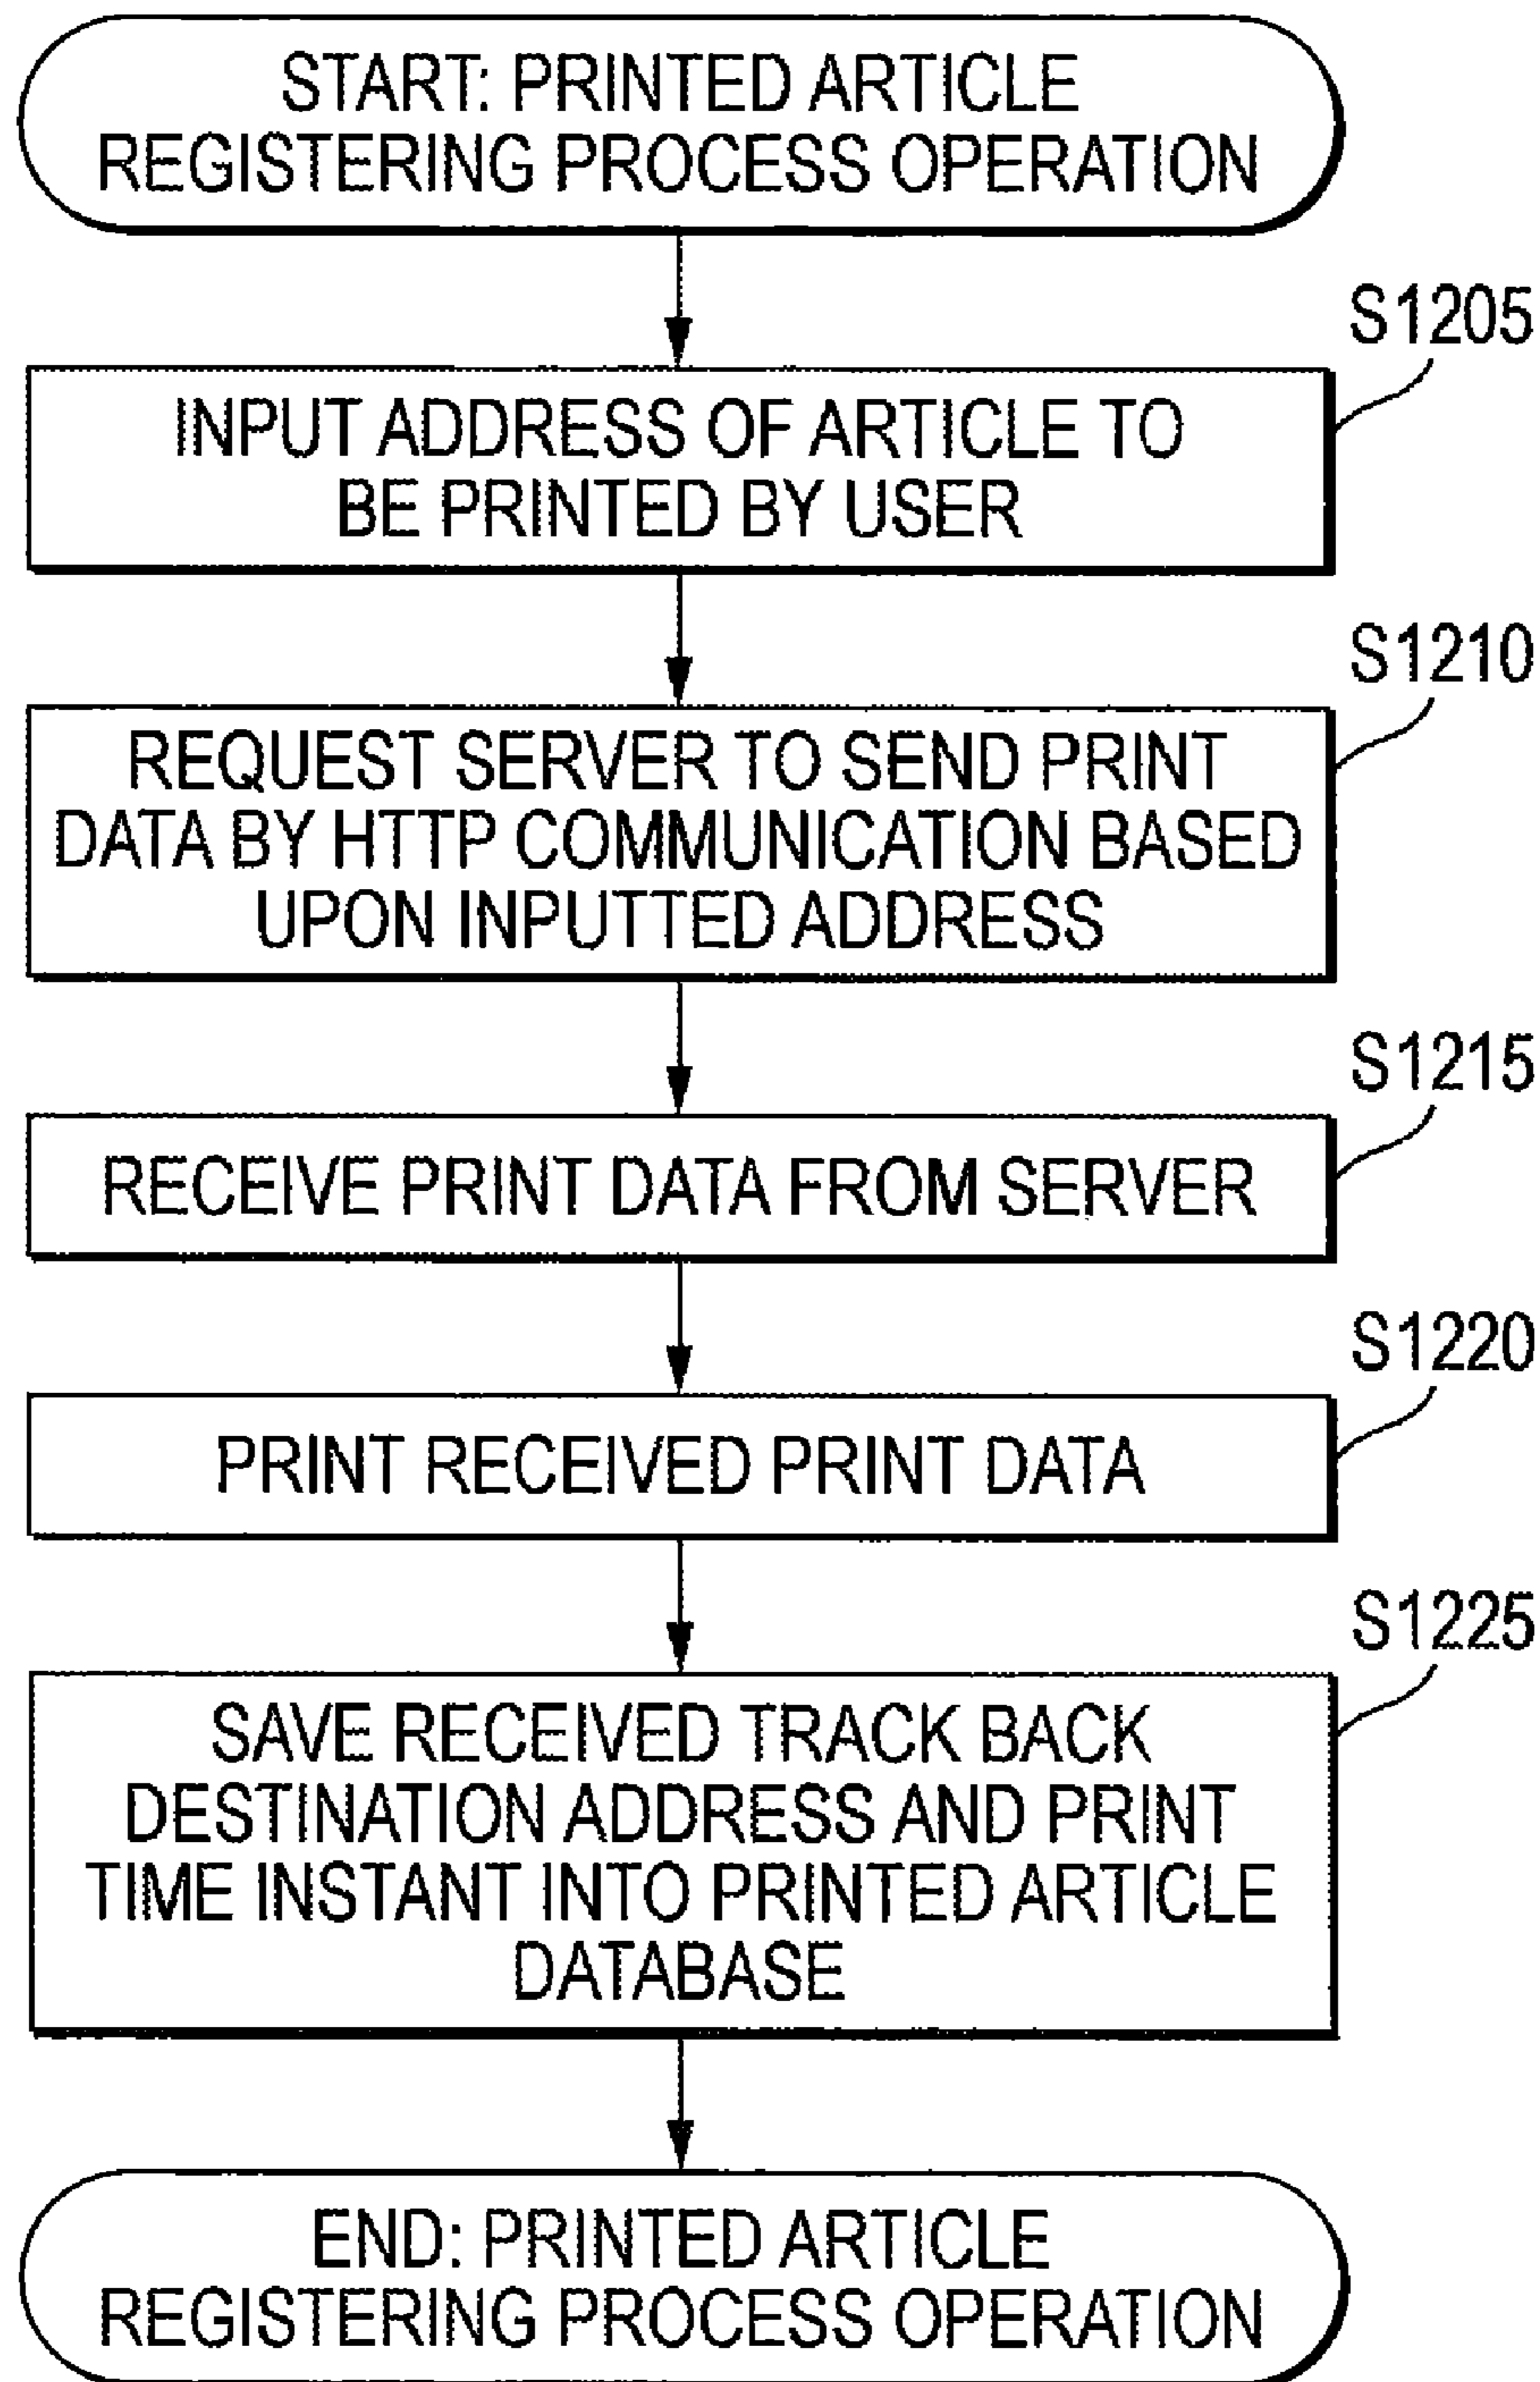 START: PRINTED ARTICLE
REGISTERING PROCESS OPERATION
S1205
INPUT ADDRESS OF ARTICLE TO
BE PRINTED BY USER
S1210
REQUEST SERVER TO SEND PRINT
DATA BY HTTP COMMUNICATION BASED
UPON INPUTTED ADDRESS
S1215
RECEIVE PRINT DATA FROM SERVER
S1220
PRINT RECEIVED PRINT DATA
S1225
SAVE RECEIVED TRACK BACK
DESTINATION ADDRESS AND PRINT
TIME INSTANT INTO PRINTED ARTICLE
DATABASE
END: PRINTED ARTICLE
REGISTERING PROCESS OPERATION